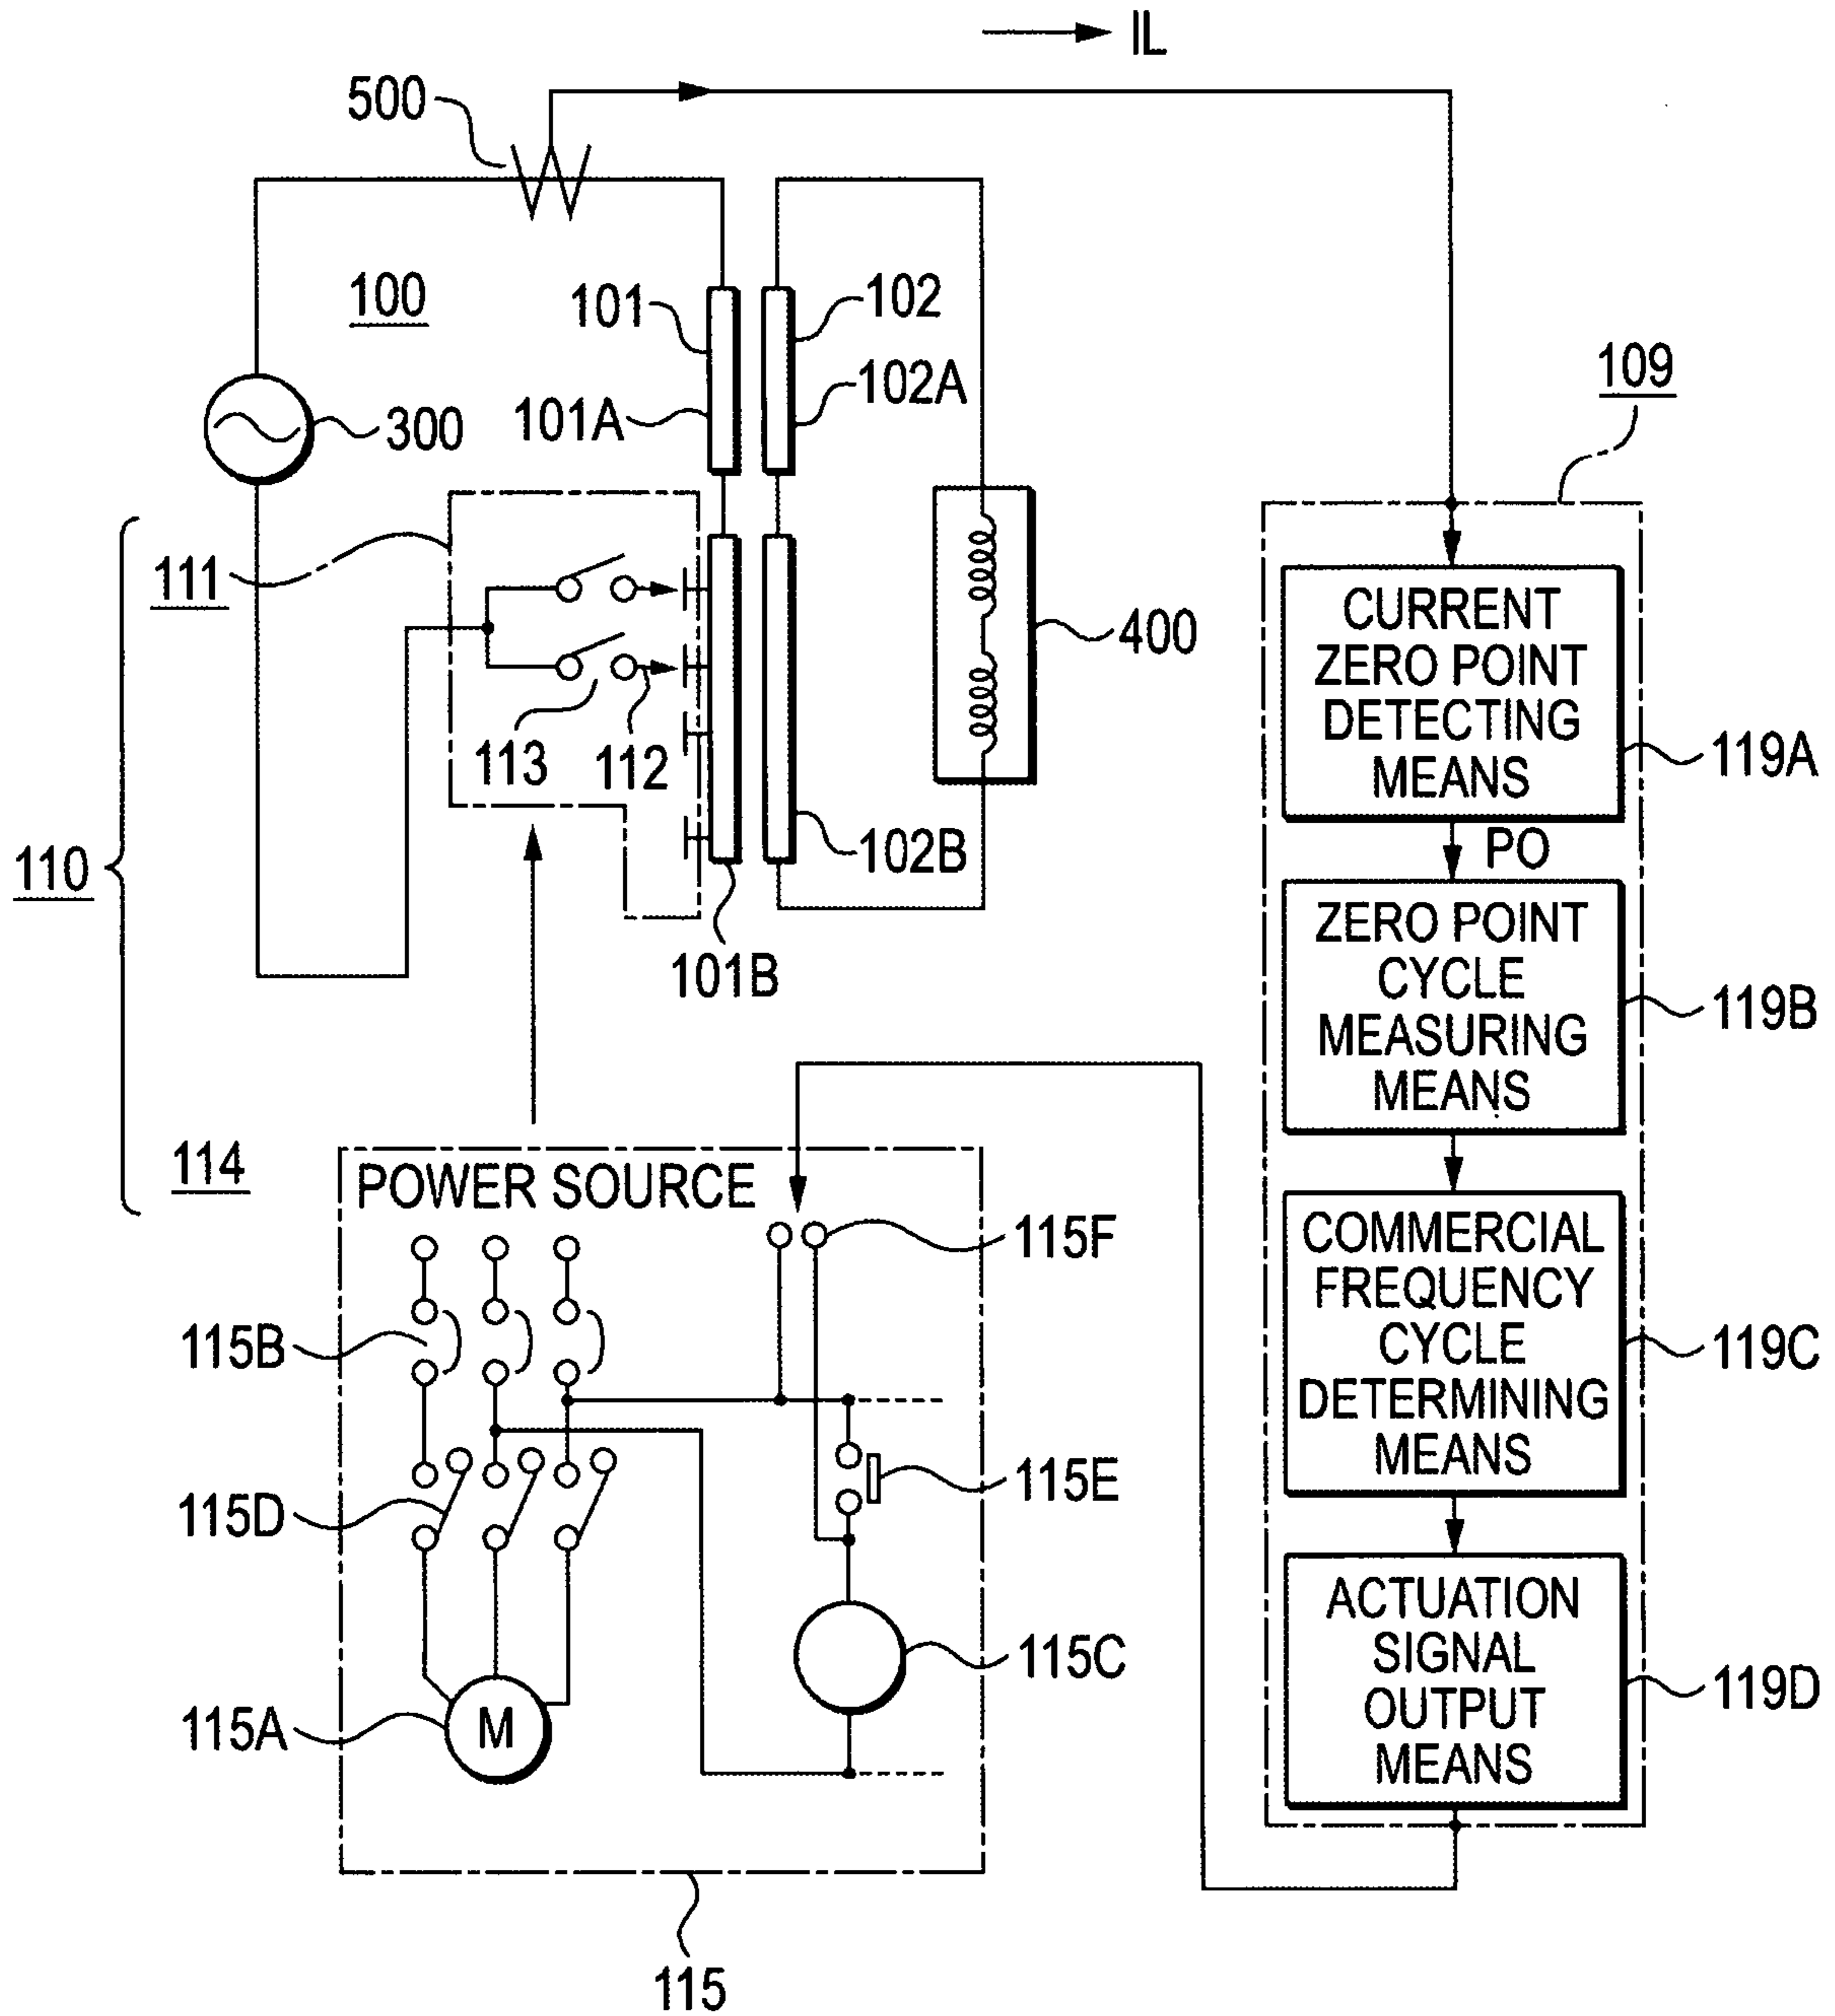 IL
500
100
101
102
101A
102A
300
109
111
400
CURRENT
ZERO POINT
DETECTING
MEANS
119A
113
112
102B
PO
110
101B
ZERO POINT
CYCLE
MEASURING
MEANS
119B
114
POWER SOURCE
115F
COMMERCIAL
FREQUENCY
CYCLE
DETERMINING
MEANS
119C
115B
115D
115E
115C
115A
M
ACTUATION
SIGNAL
OUTPUT
MEANS
119D
115